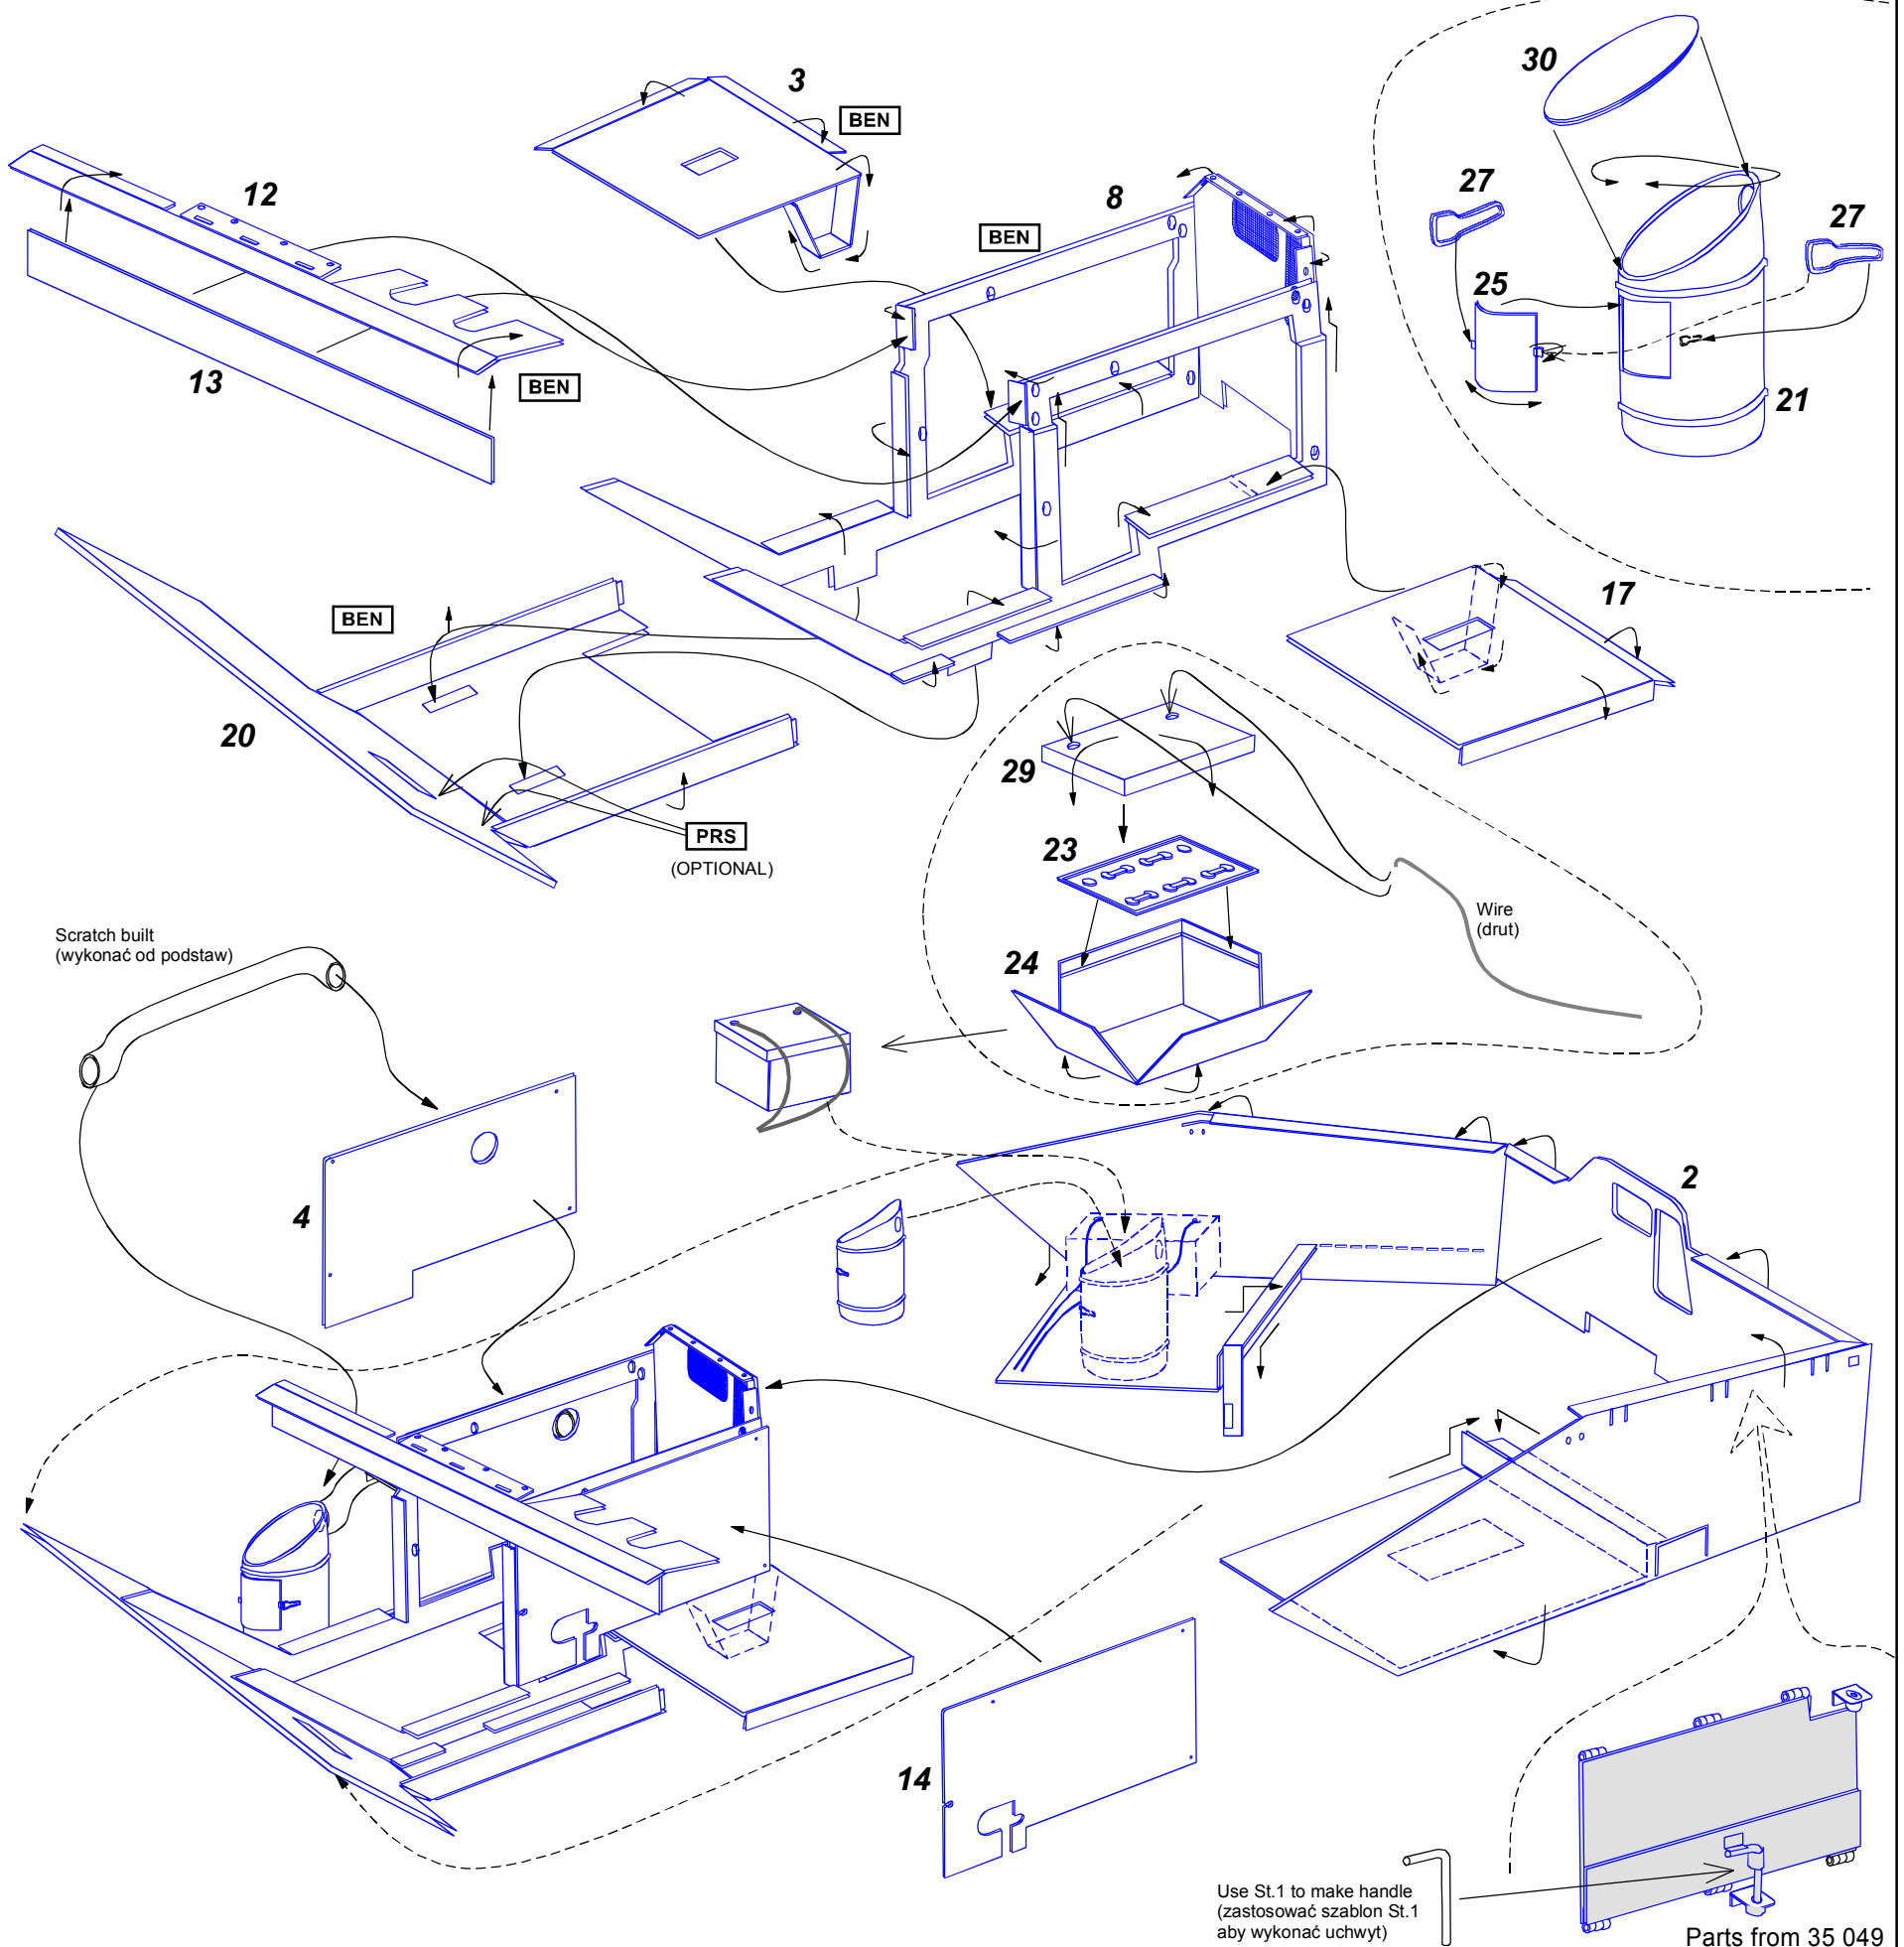 30
3
BEN
12
8
27
27
BEN
25
13
BEN
21
17
BEN
20
29
PRS
(OPTIONAL)
23
Wire
(drut)
Scratch built
(wykonać od podstaw)
24
2
4
14
Use St.1 to make handle
(zastosować szablon St.1
aby wykonać uchwyt)
Parts from 35 049